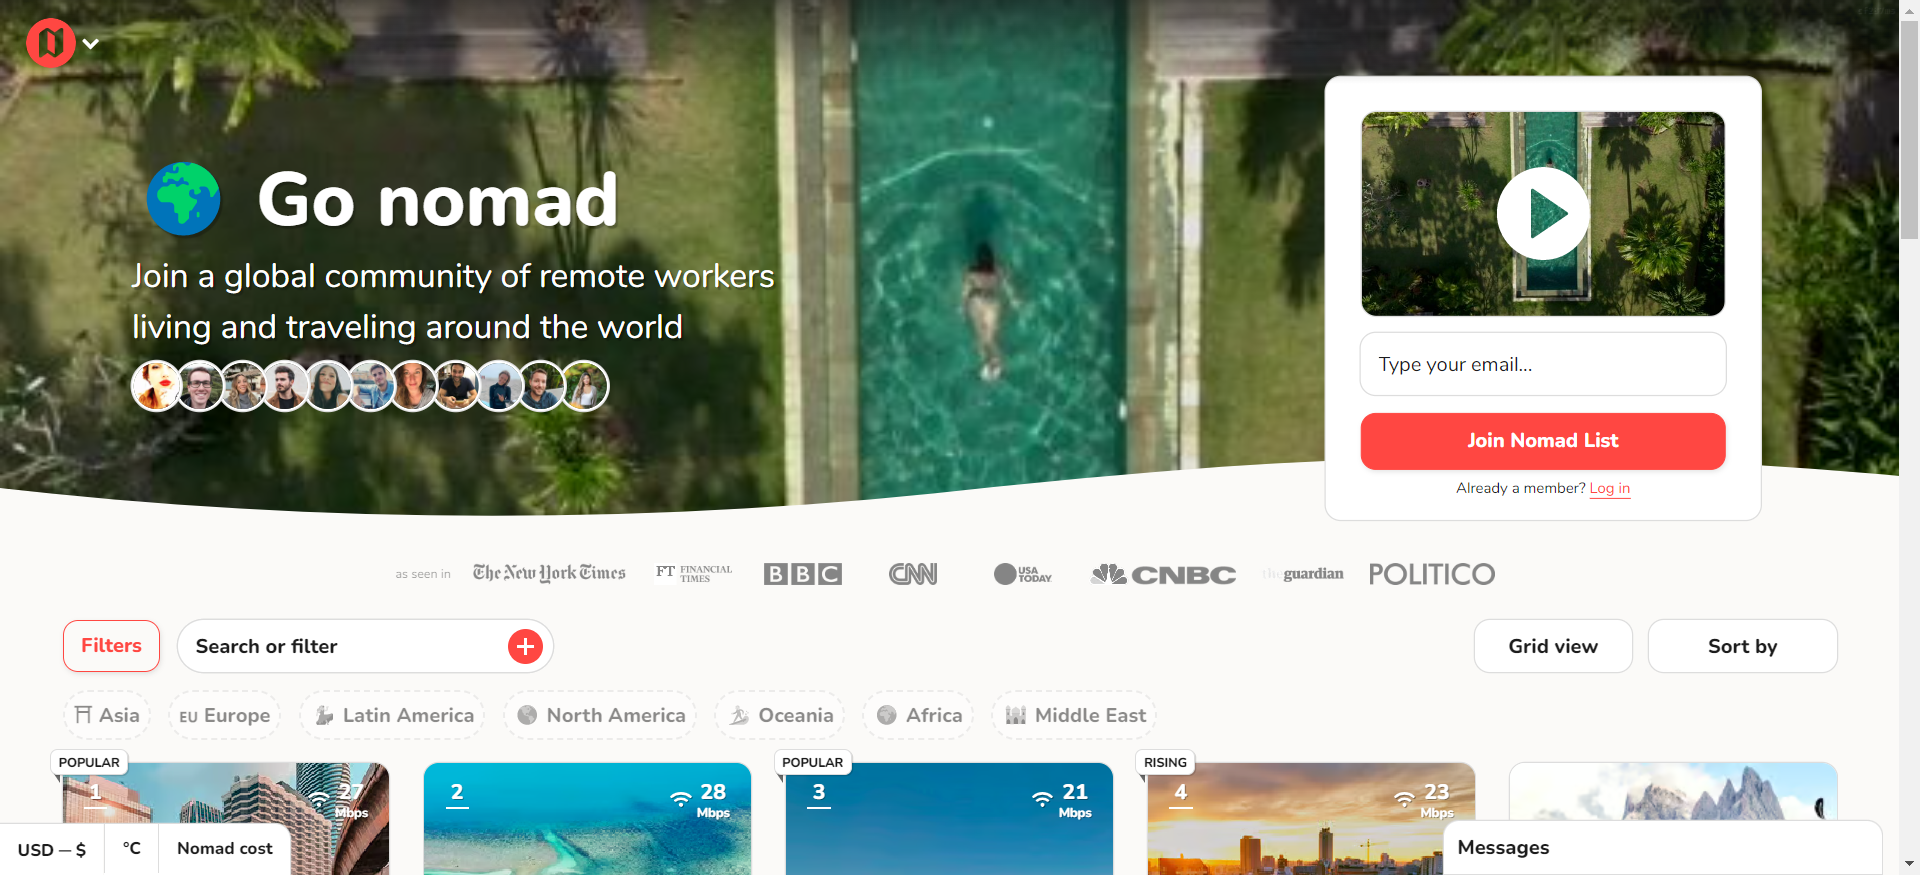 Go nomad
Join a global community of remote workers
living and traveling around the world
Type your email...
Join Nomad List
Already a member? Log in
as seen in
The New York Times
FT FINANCIAL
TIMES
BBC
CNN
USA
TODAY
CNBC
the guardian
POLITICO
Filters
Search or filter
Grid view
Sort by
Asia
EU Europe
Latin America
North America
Oceania
Africa
Middle East
POPULAR
1
27
Mbps
2
28
Mbps
POPULAR
3
21
Mbps
RISING
4
23
Mbps
USD — $
°C
Nomad cost
Messages